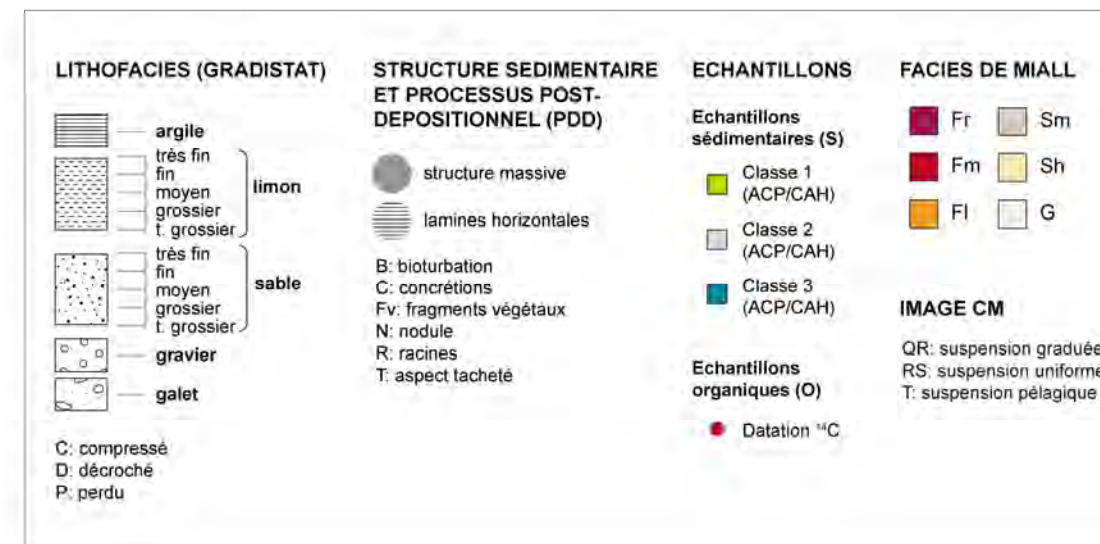 LITHOFACIES (GRADISTAT)
argile
très fin
fin
moyen
grossier
t. grossier
limon
très fin
fin
moyen
grossier
t. grossier
sable
gravier
galet
C: compressé
D: décroché
P: perdu
STRUCTURE SEDIMENTAIRE
ET PROCESSUS POST-
DEPOSITIONNEL (PDD)
structure massive
lamines horizontales
B: bioturbation
C: concrétions
Fv: fragments végétaux
N: nodule
R: racines
T: aspect tacheté
ECHANTILLONS
Echantillons
sédimentaires (S)
Classe 1
(ACP/CAH)
Classe 2
(ACP/CAH)
Classe 3
(ACP/CAH)
Echantillons
organiques (O)
Datation ¹⁴C
FACIES DE MIALL
Fr
Sm
Fm
Sh
Fl
G
IMAGE CM
QR: suspension graduée
RS: suspension uniforme
T: suspension pélagique